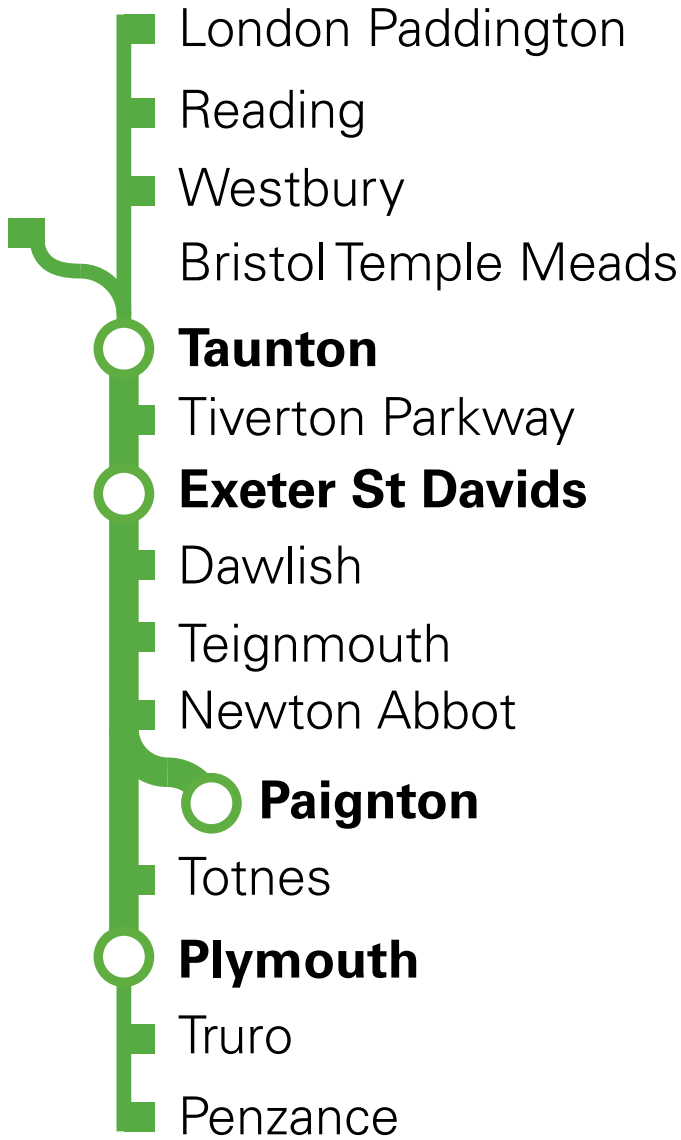 London Paddington
Reading
Westbury
Bristol Temple Meads
Taunton
Tiverton Parkway
Exeter St Davids
Dawlish
Teignmouth
Newton Abbot
Paignton
Totnes
Plymouth
Truro
Penzance